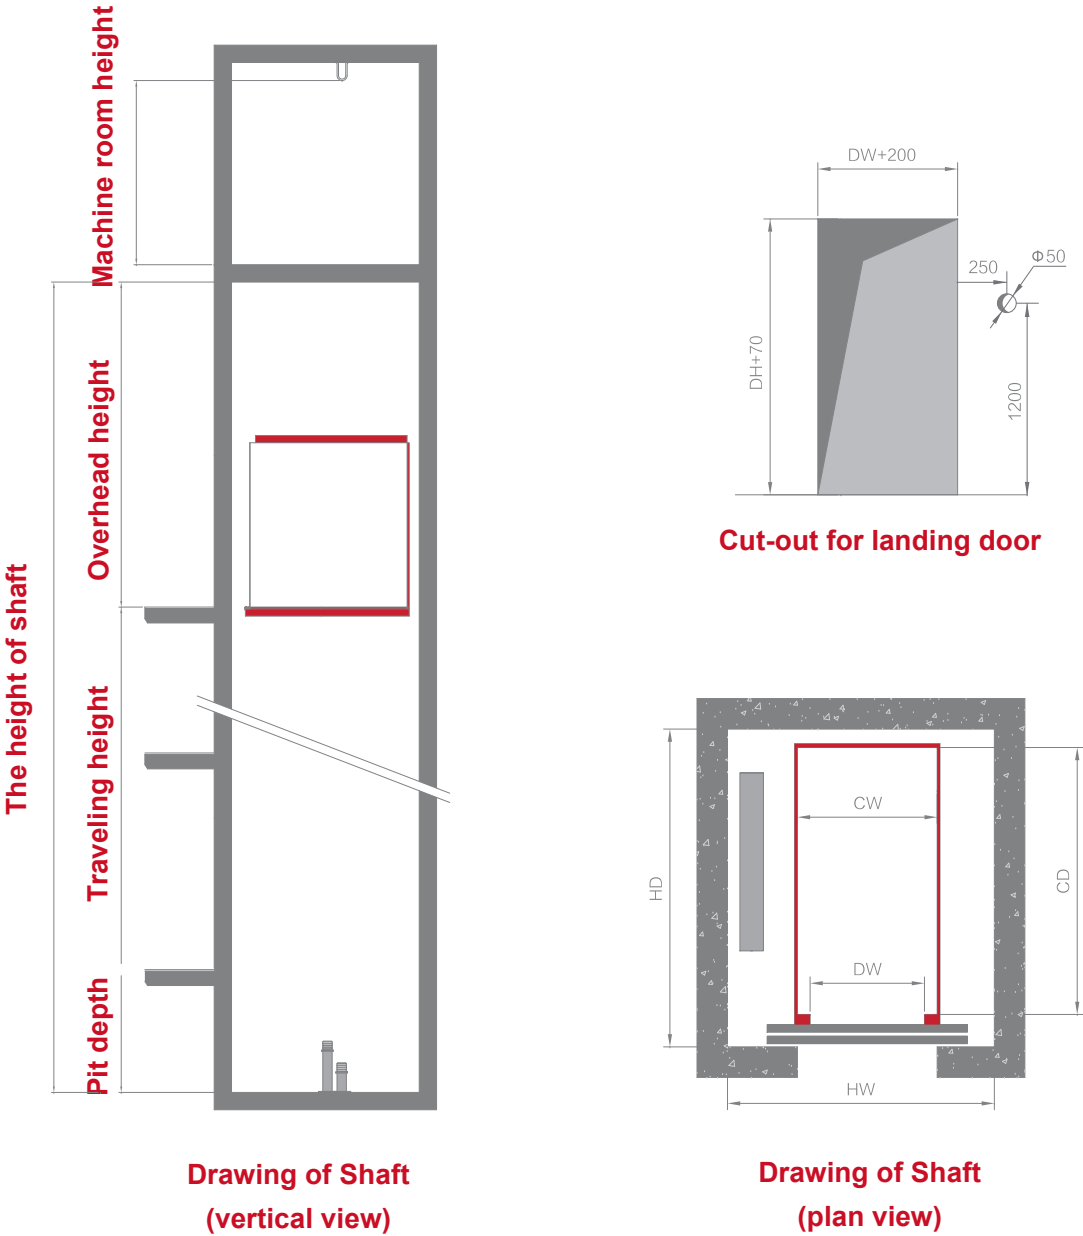 Machine room height
Overhead height
The height of shaft
Traveling height
Pit depth
Drawing of Shaft
(vertical view)
DW+200
DH+70
250
Φ50
1200
Cut-out for landing door
CW
HD
CD
DW
HW
Drawing of Shaft
(plan view)